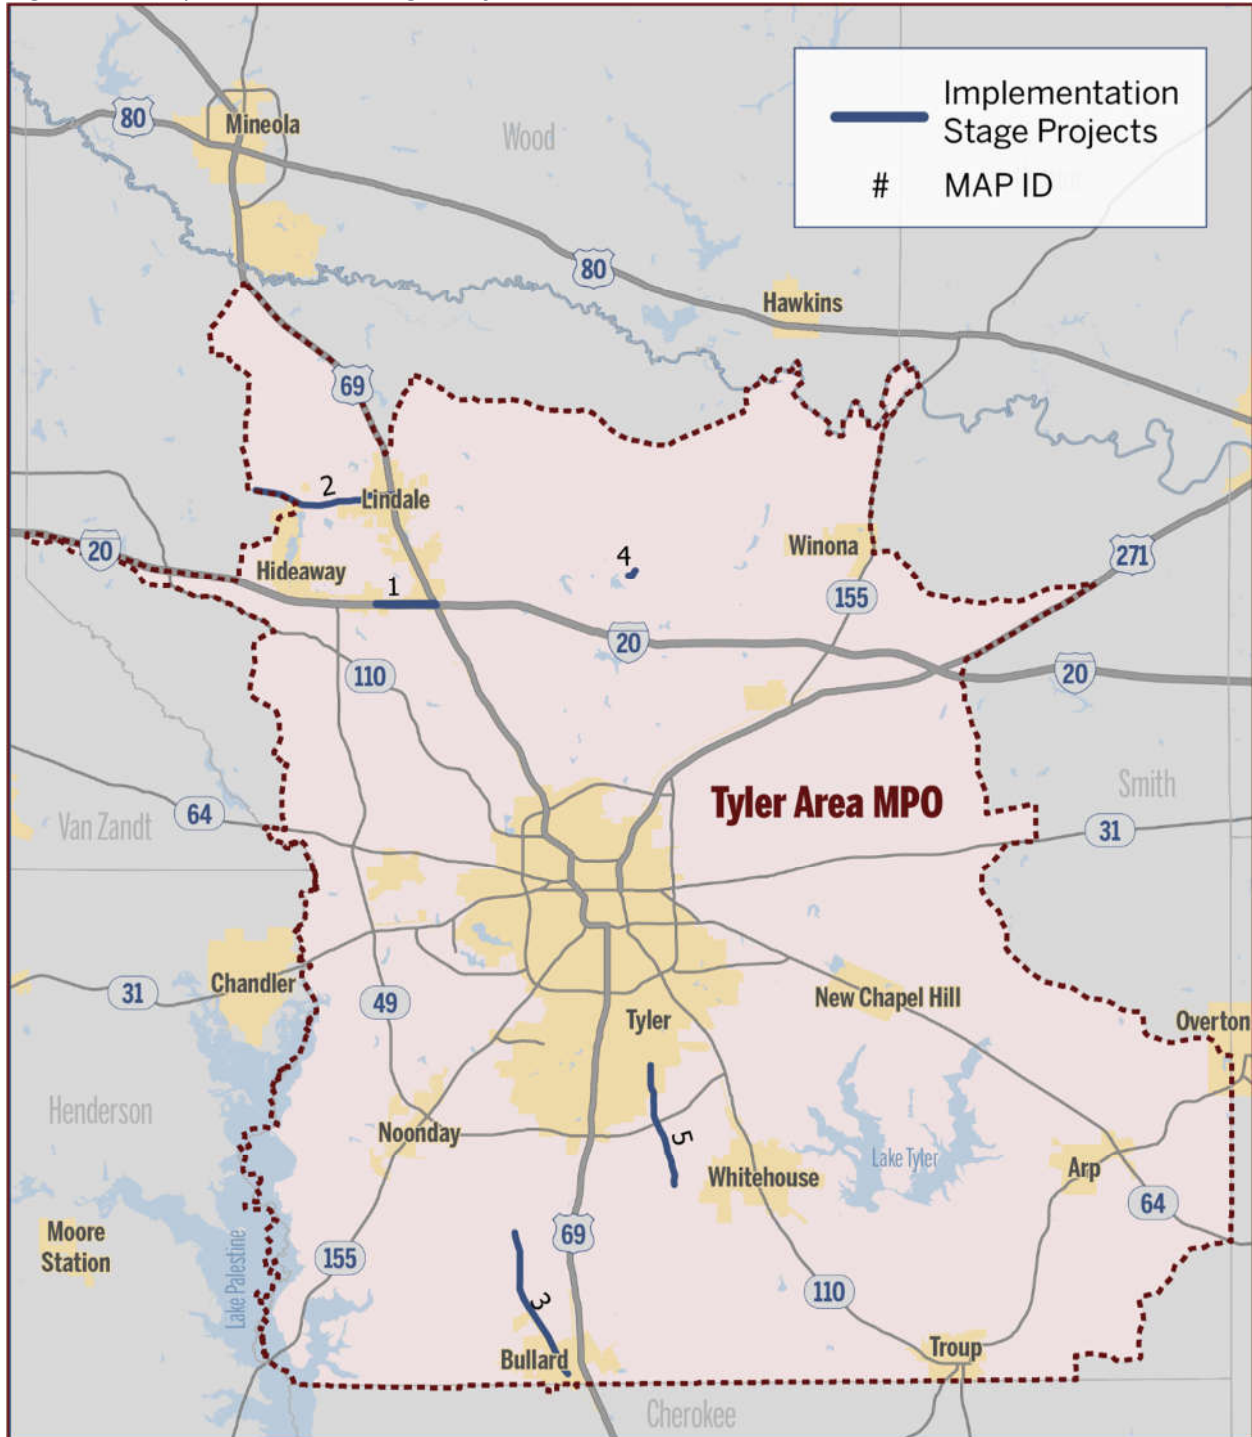 Implementation
Stage Projects
# MAP ID
80
Mineola
Wood
80
Hawkins
69
2
Lindale
20
Hideaway
1
4
Winona
155
271
20
20
110
Tyler Area MPO
Smith
64
Van Zandt
31
Chandler
31
49
New Chapel Hill
Tyler
Overton
Henderson
Noonday
5
Whitehouse
Lake Tyler
Arp
64
Moore
Station
Lake Palestine
155
69
3
110
Bullard
Troup
Cherokee